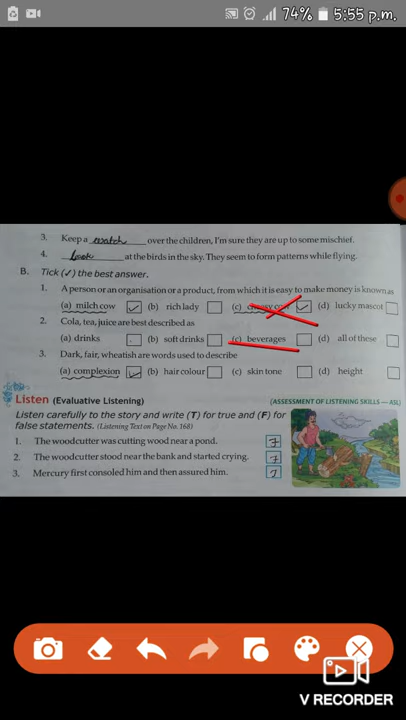 74% 5:55 p.m.
3. Keep a watch over the children, I'm sure they are up to some mischief.
4. Look at the birds in the sky. They seem to form patterns while flying.
B. Tick (✓) the best answer.
1. A person or an organisation or a product, from which it is easy to make money is known as
(a) milch cow (b) rich lady (c) (d) lucky mascot
2. Cola, tea, juice are best described as
(a) drinks (b) soft drinks (c) beverages (d) all of these
3. Dark, fair, wheatish are words used to describe
(a) complexion (b) hair colour (c) skin tone (d) height
Listen (Evaluative Listening) (ASSESSMENT OF LISTENING SKILLS—ASL)
Listen carefully to the story and write (T) for true and (F) for
false statements. (Listening Text on Page No. 168)
1. The woodcutter was cutting wood near a pond.
2. The woodcutter stood near the bank and started crying.
3. Mercury first consoled him and then assured him.
V RECORDER